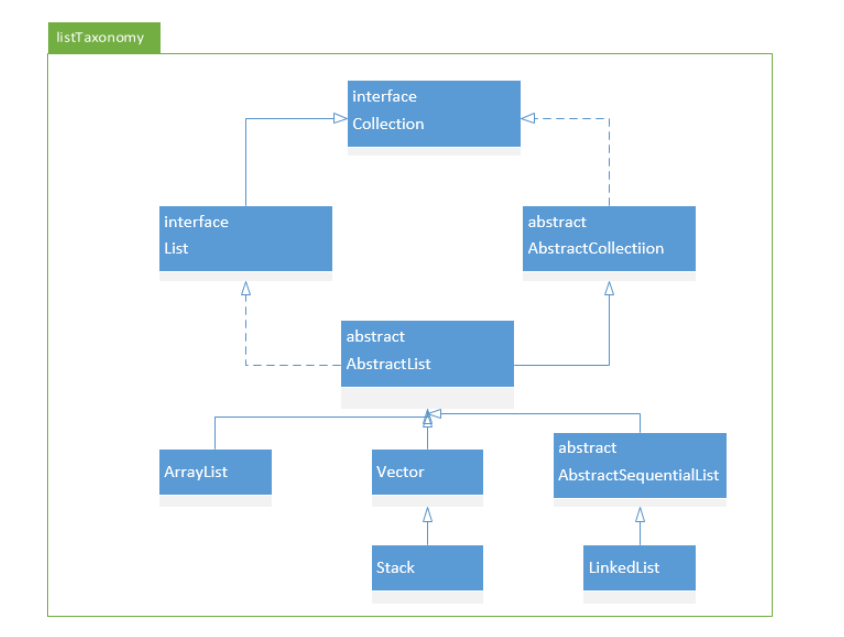 listTaxonomy
interface
Collection
interface
List
abstract
AbstractCollectiion
abstract
AbstractList
ArrayList
Vector
abstract
AbstractSequentialList
Stack
LinkedList